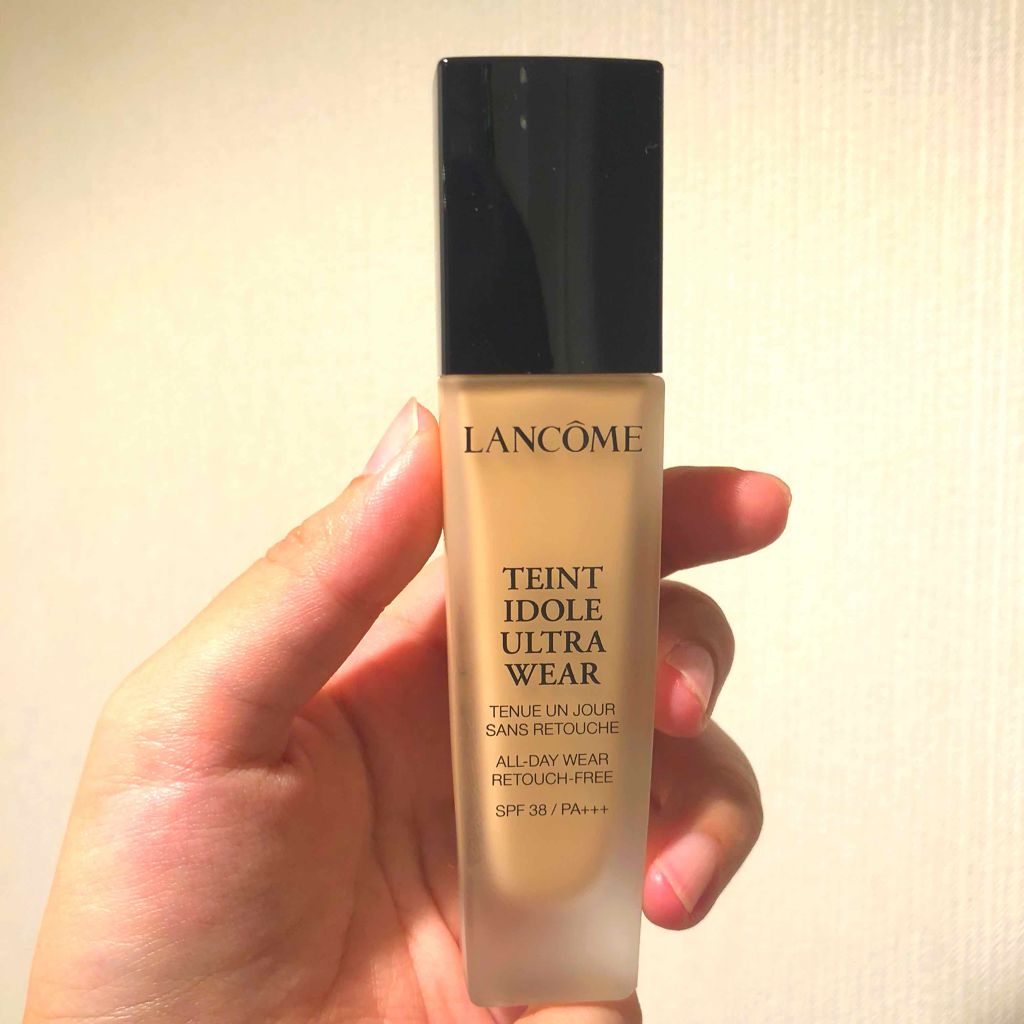 LANCÔME
TEINT
IDOLE
ULTRA
WEAR
TENUE UN JOUR
SANS RETOUCHE
ALL-DAY WEAR
RETOUCH-FREE
SPF 38 / PA+++